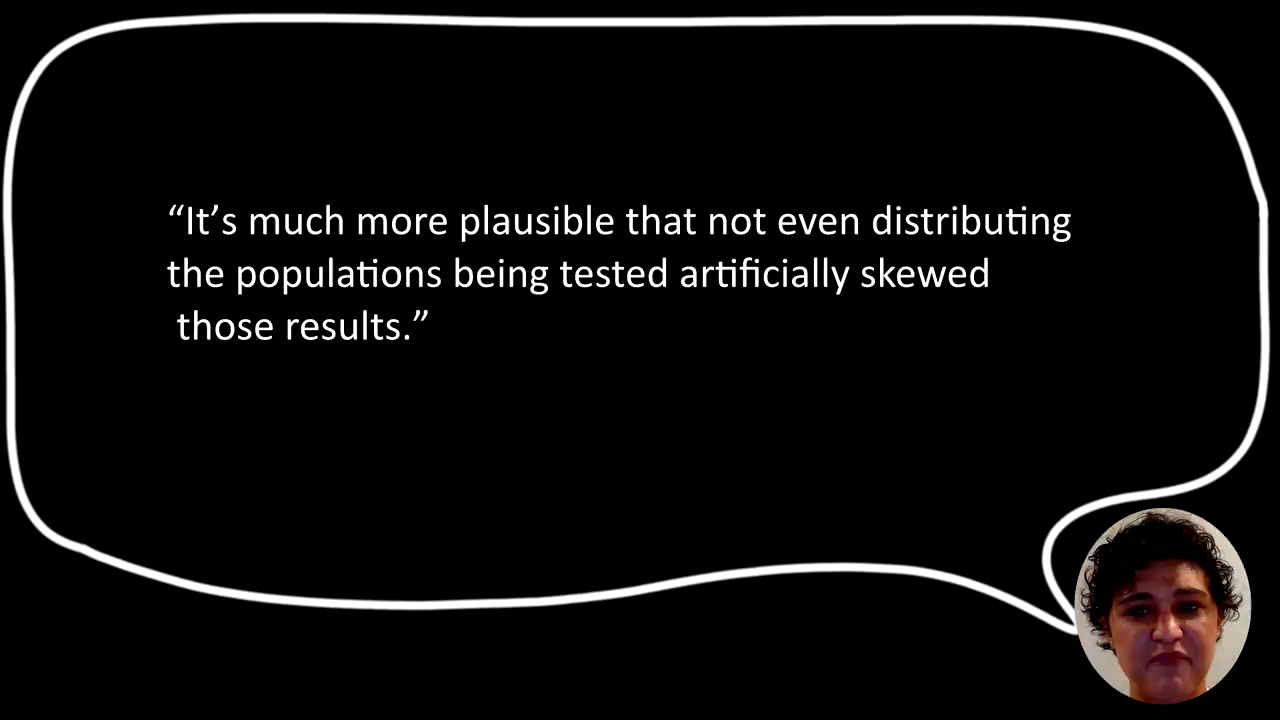 “It’s much more plausible that not even distributing
the populations being tested artificially skewed
those results.”